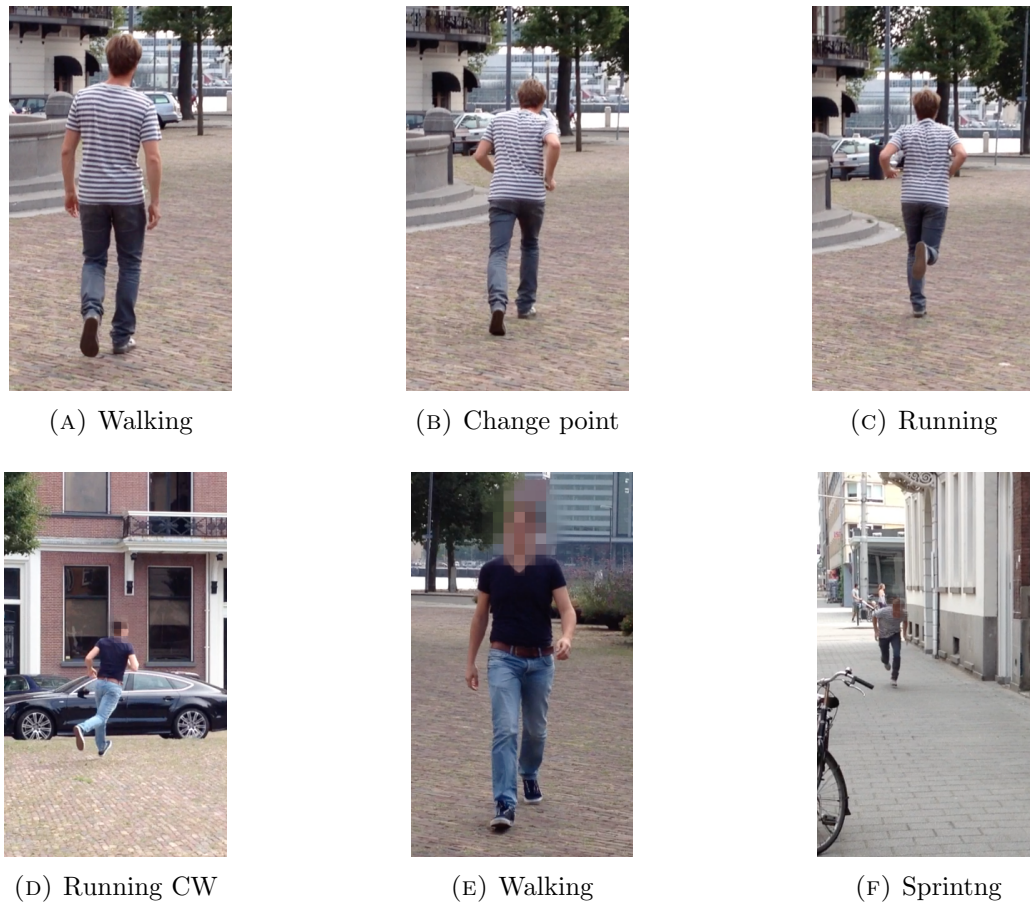 (A) Walking
(B) Change point
(C) Running
(D) Running CW
(E) Walking
(F) Sprintng